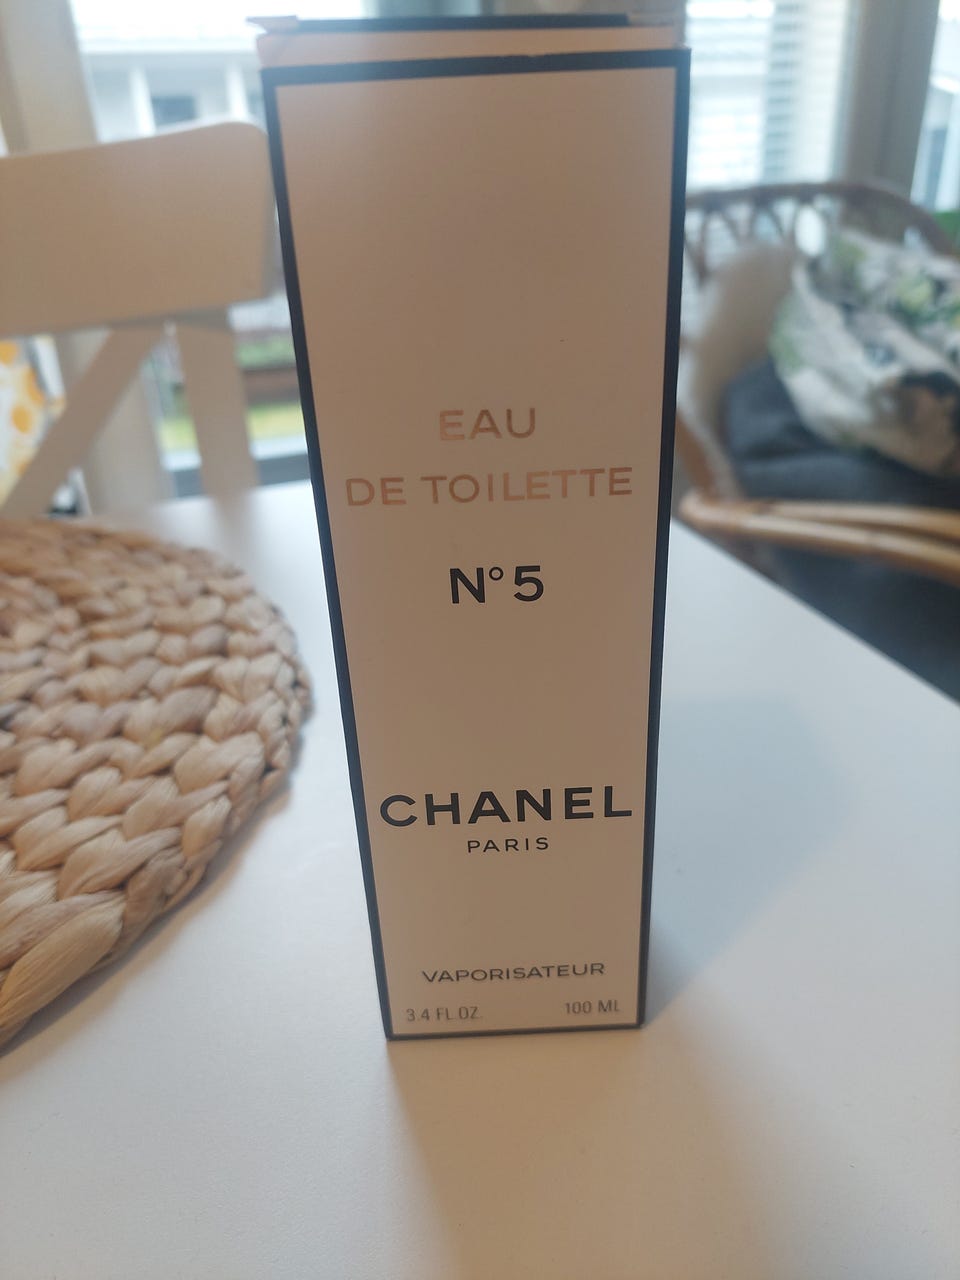 EAU
DE TOILETTE
N°5
CHANEL
PARIS
VAPORISATEUR
3.4 FL.OZ. 100 ML